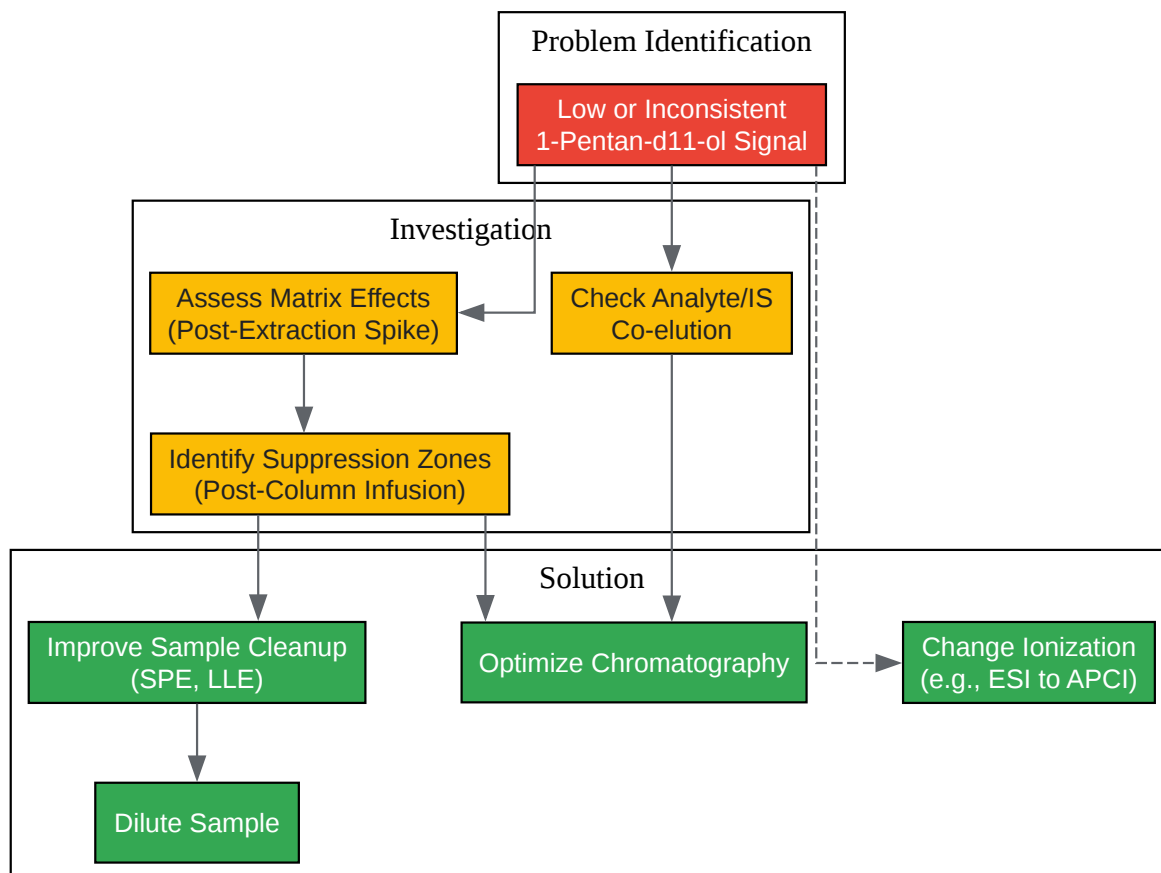 Problem Identification
Low or Inconsistent
1-Pentan-d11-ol Signal
Investigation
Assess Matrix Effects
(Post-Extraction Spike)
Check Analyte/IS
Co-elution
Identify Suppression Zones
(Post-Column Infusion)
Solution
Improve Sample Cleanup
(SPE, LLE)
Optimize Chromatography
Change Ionization
(e.g., ESI to APCI)
Dilute Sample